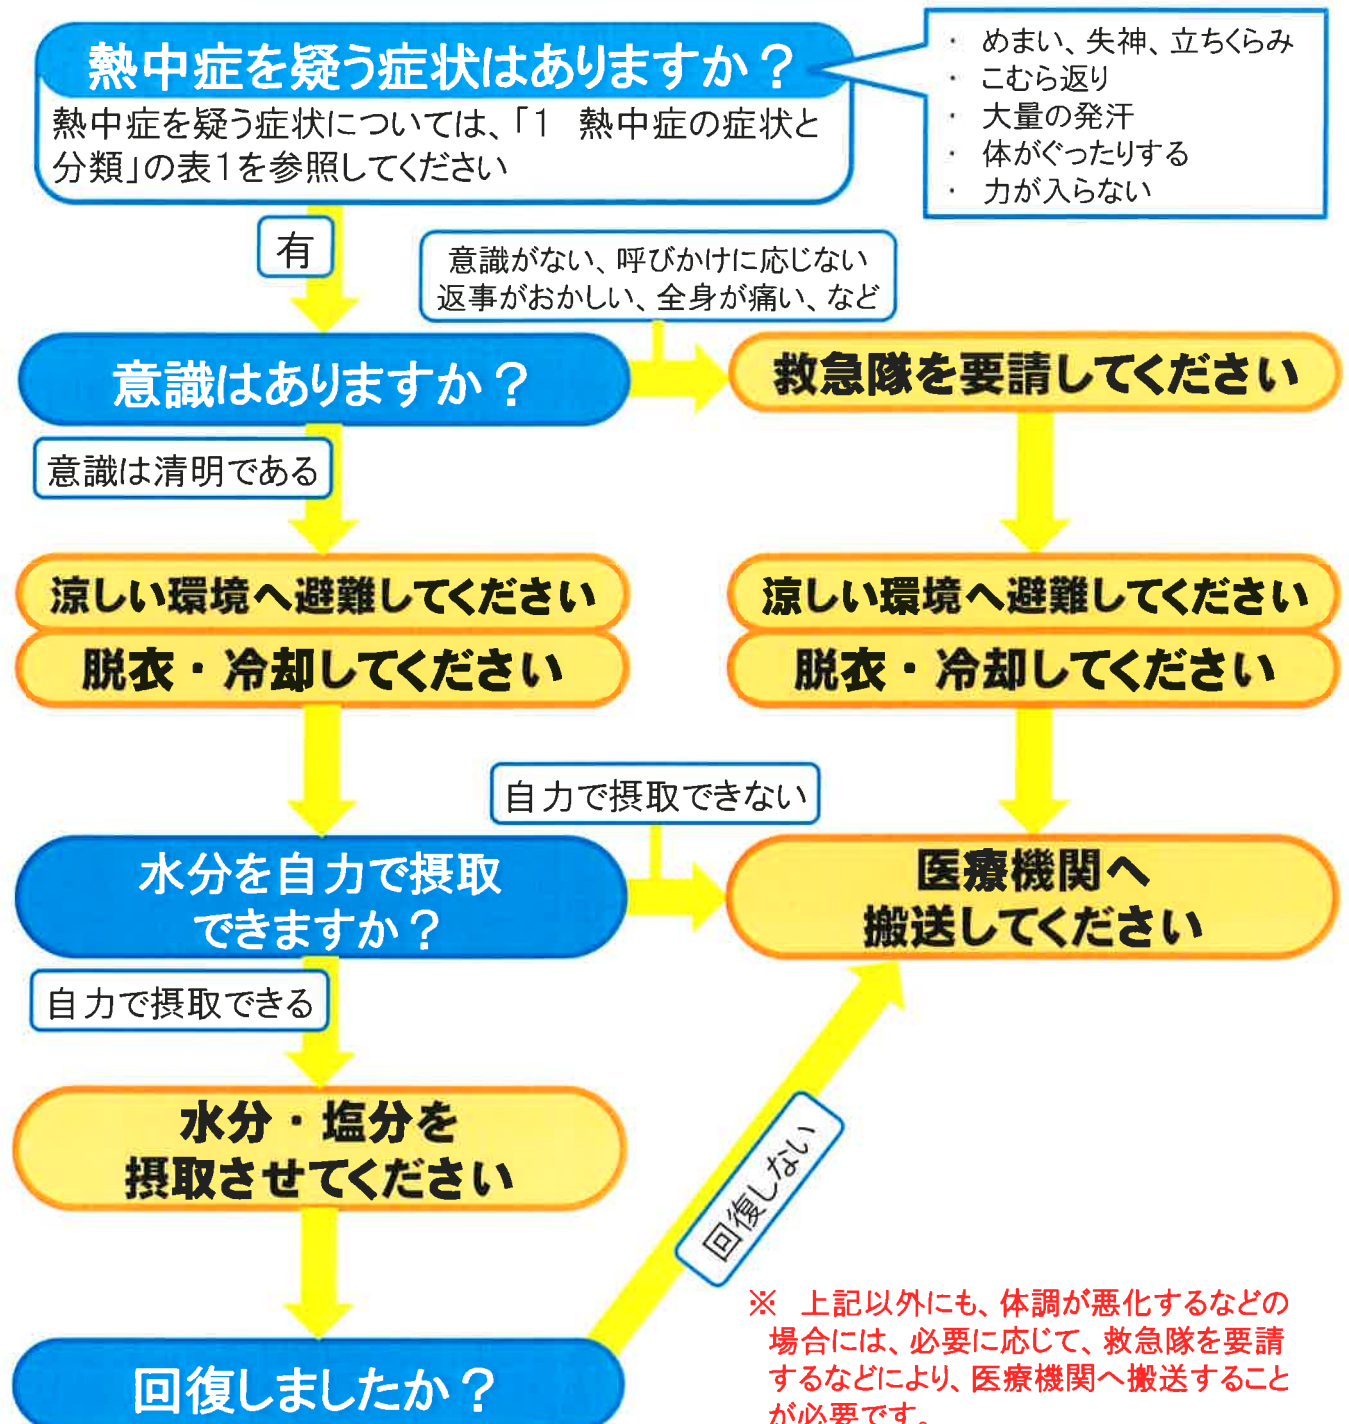 熱中症を疑う症状はありますか？
熱中症を疑う症状については、「1　熱中症の症状と
分類」の表1を参照してください
・ めまい、失神、立ちくらみ
・ こむら返り
・ 大量の発汗
・ 体がぐったりする
・ 力が入らない
有
意識がない、呼びかけに応じない
返事がおかしい、全身が痛い、など
意識はありますか？
救急隊を要請してください
意識は清明である
涼しい環境へ避難してください
脱衣・冷却してください
涼しい環境へ避難してください
脱衣・冷却してください
自力で摂取できない
水分を自力で摂取
できますか？
医療機関へ
搬送してください
自力で摂取できる
水分・塩分を
摂取させてください
回復しない
回復しましたか？
※　上記以外にも、体調が悪化するなどの
場合には、必要に応じて、救急隊を要請
するなどにより、医療機関へ搬送すること
が必要です。